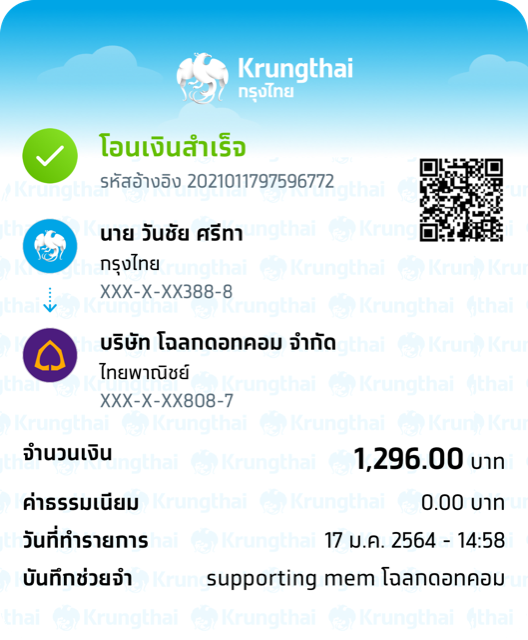 Krungthai
กรุงไทย
โอนเงินสำเร็จ
รหัสอ้างอิง 2021011797596772
นาย วันชัย ศรีทา
กรุงไทย
XXX-X-XX388-8
บริษัท โฉลกดอทคอม จำกัด
ไทยพาณิชย์
XXX-X-XX808-7
จำนวนเงิน 1,296.00 บาท
ค่าธรรมเนียม 0.00 บาท
วันที่ทำรายการ 17 ม.ค. 2564 - 14:58
บันทึกช่วยจำ supporting mem โฉลกดอทคอม